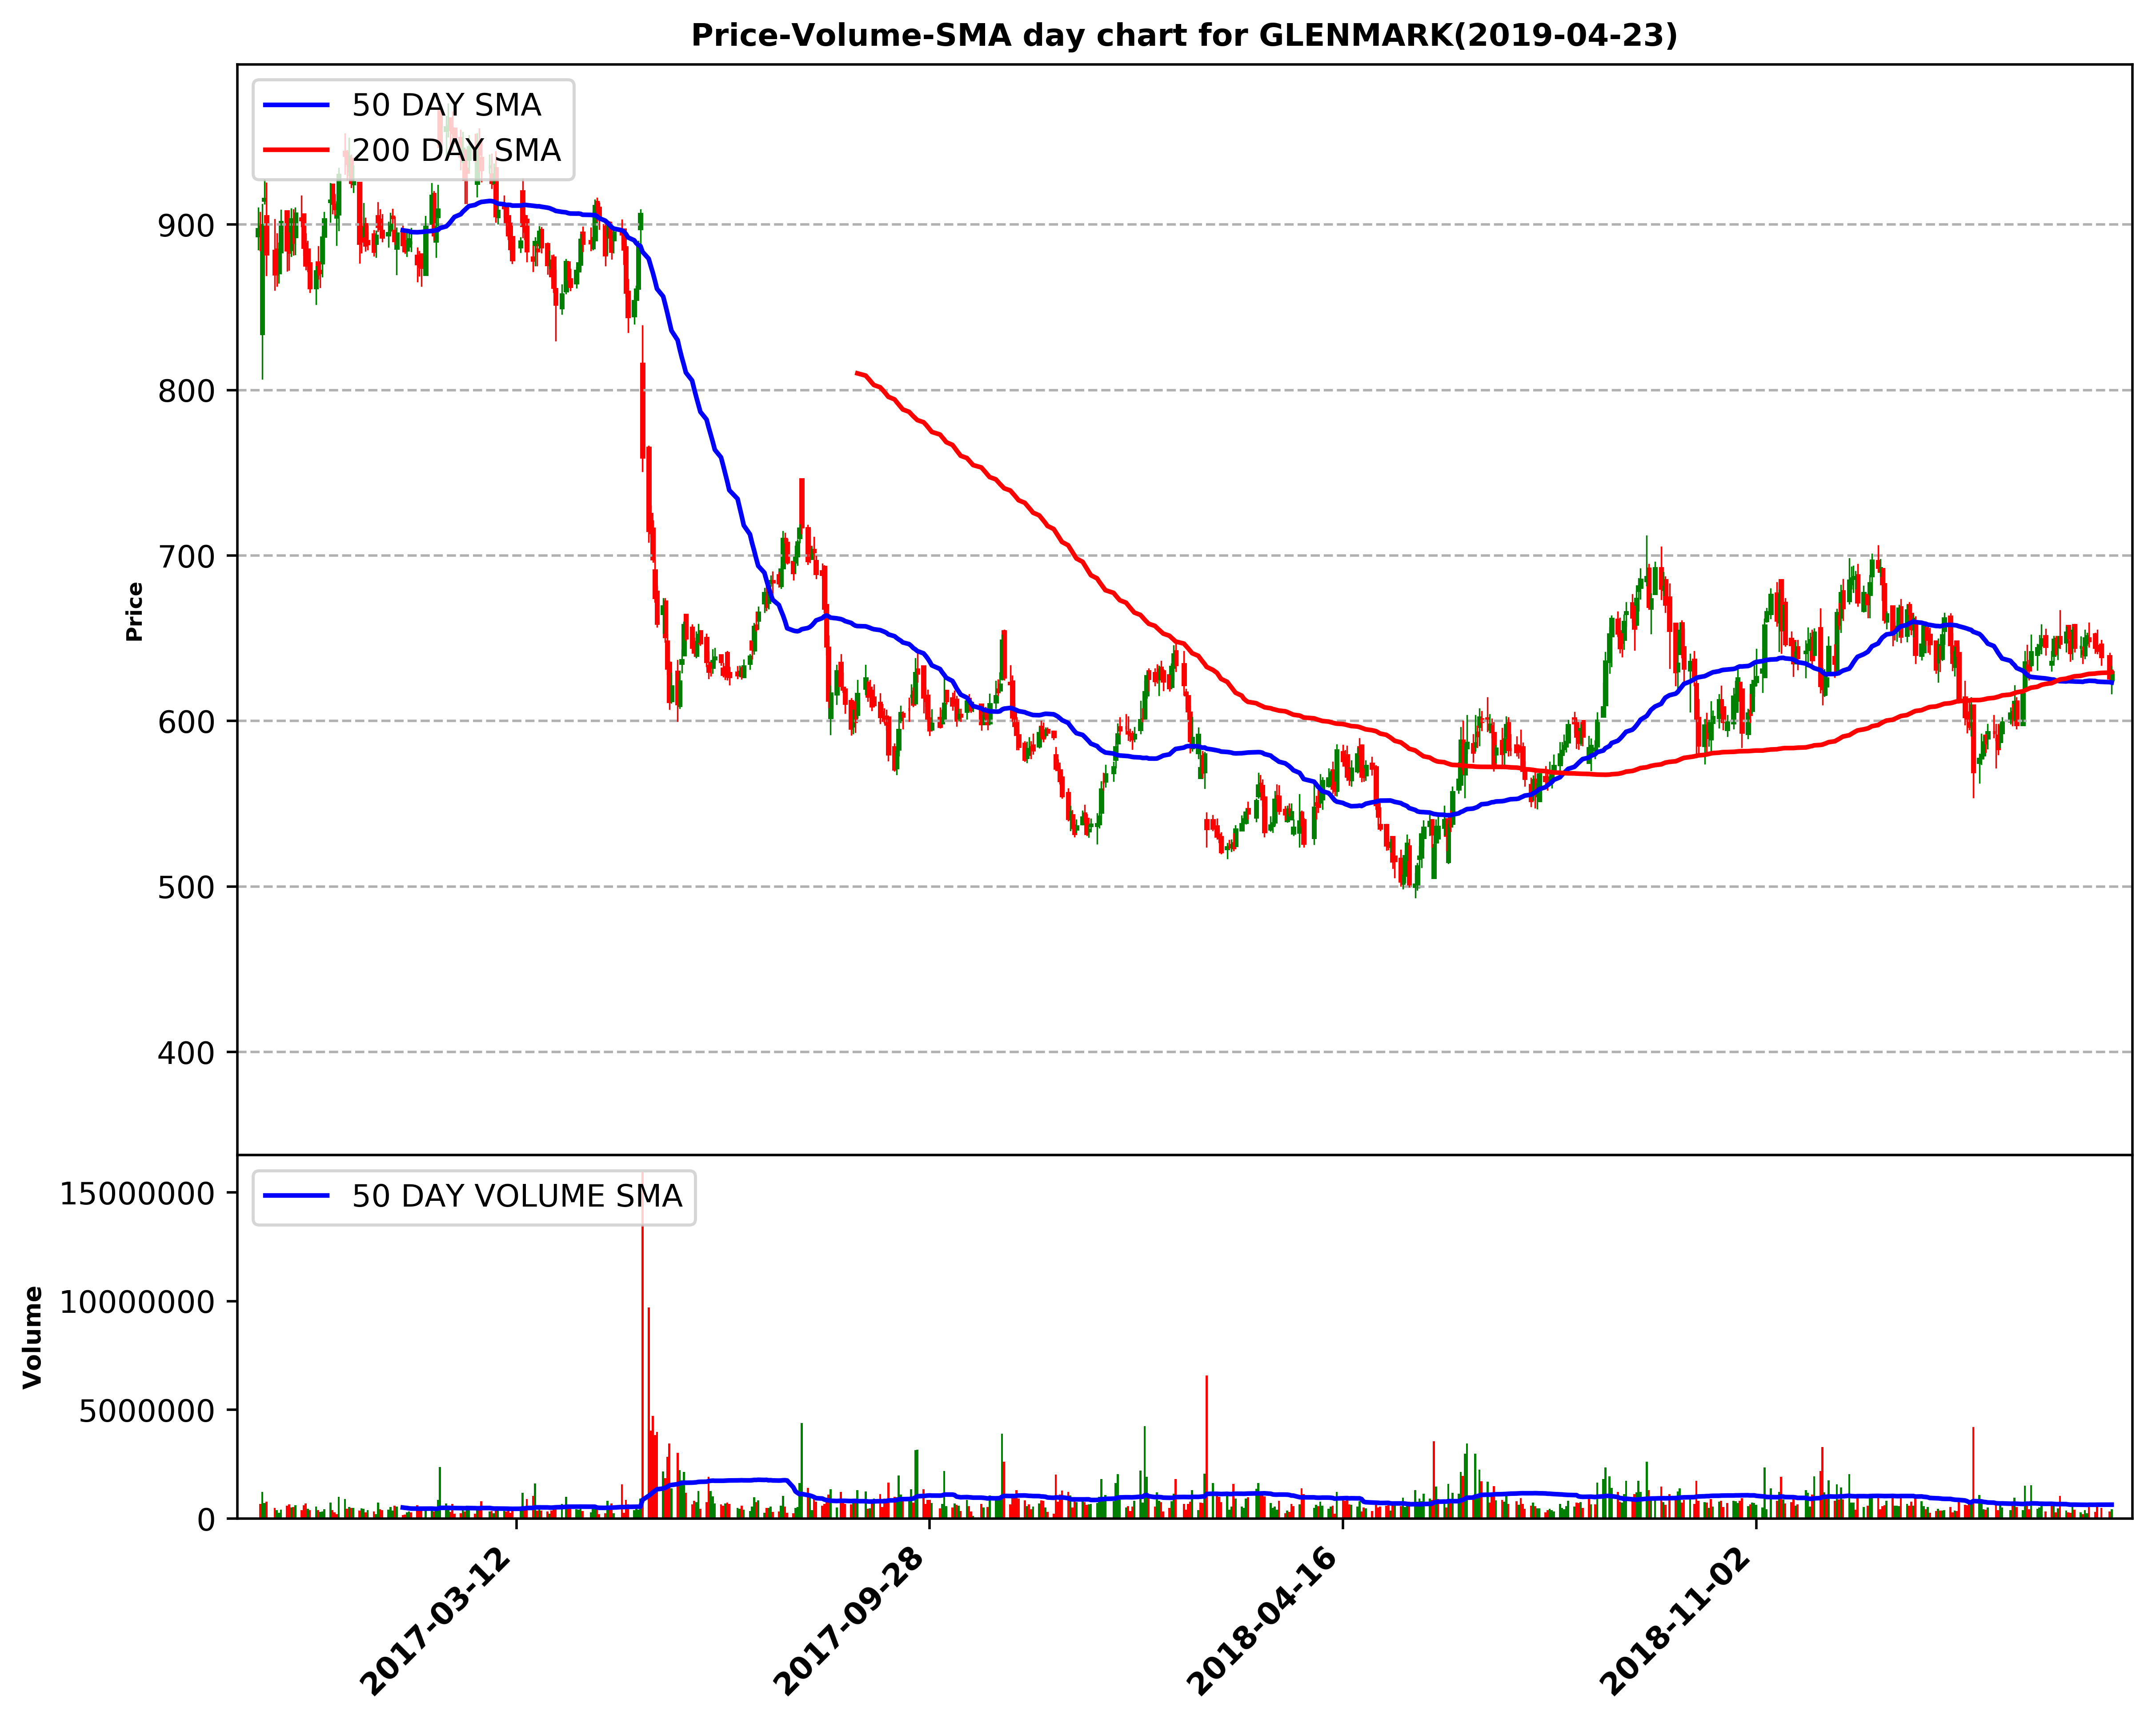 Price-Volume-SMA day chart for GLENMARK(2019-04-23)
50 DAY SMA
200 DAY SMA
900
800
700
600
500
400
Price
50 DAY VOLUME SMA
15000000
10000000
5000000
0
Volume
2017-03-12
2017-09-28
2018-04-16
2018-11-02